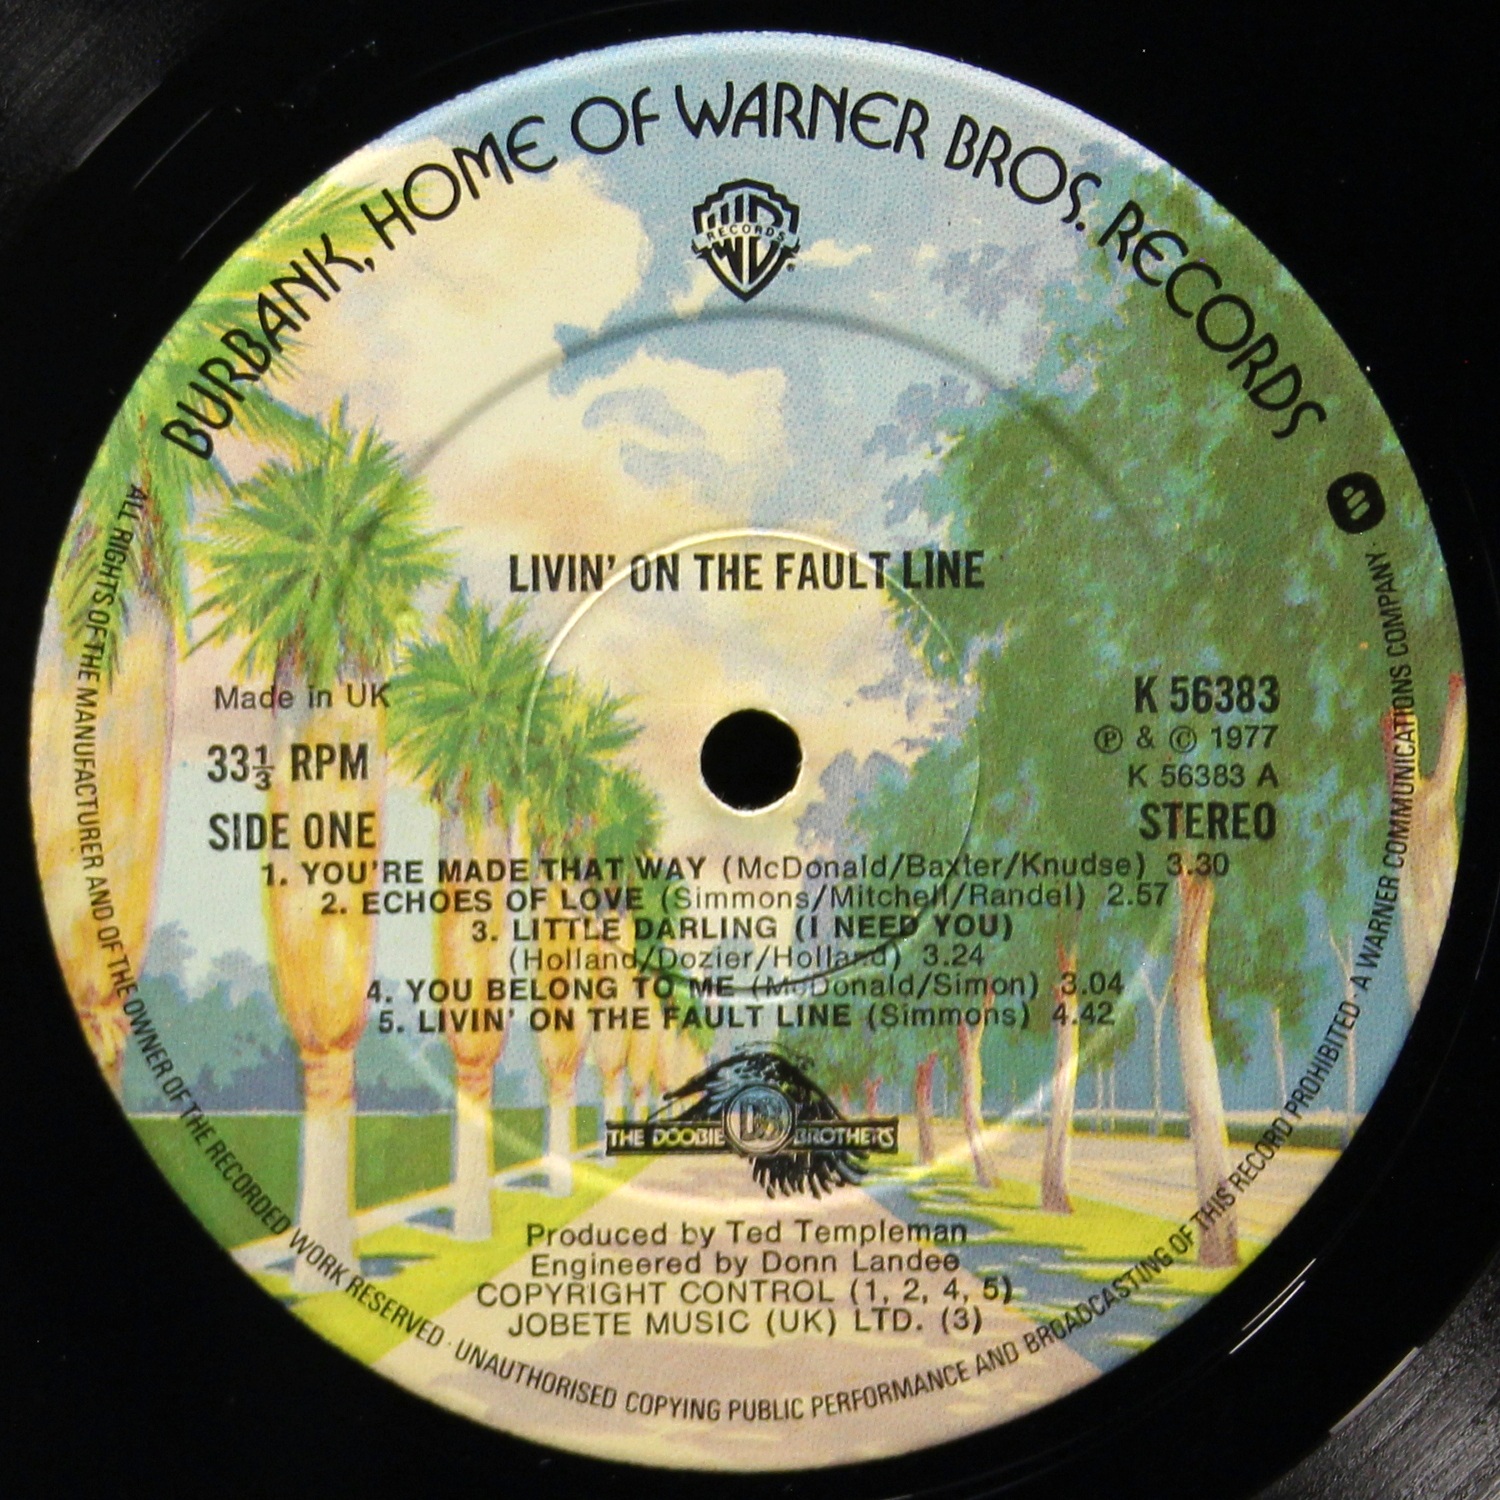 BURBANK, HOME OF WARNER BROS. RECORDS
W
RECORDS
LIVIN' ON THE FAULT LINE
Made in UK
33⅓ RPM
SIDE ONE
K 56383
℗ & © 1977
K 56383 A
STEREO
1. YOU'RE MADE THAT WAY (McDonald/Baxter/Knudse) 3.30
2. ECHOES OF LOVE (Simmons/Mitchell/Randel) 2.57
3. LITTLE DARLING (I NEED YOU)
(Holland/Dozier/Holland) 3.24
4. YOU BELONG TO ME (McDonald/Simon) 3.04
5. LIVIN' ON THE FAULT LINE (Simmons) 4.42
THE DOOBIE DB BROTHERS
Produced by Ted Templeman
Engineered by Donn Landee
COPYRIGHT CONTROL (1, 2, 4, 5)
JOBETE MUSIC (UK) LTD. (3)
ALL RIGHTS OF THE MANUFACTURER AND OF THE OWNER OF THE RECORDED WORK RESERVED · UNAUTHORISED COPYING PUBLIC PERFORMANCE AND BROADCASTING OF THIS RECORD PROHIBITED · A WARNER COMMUNICATIONS COMPANY ·